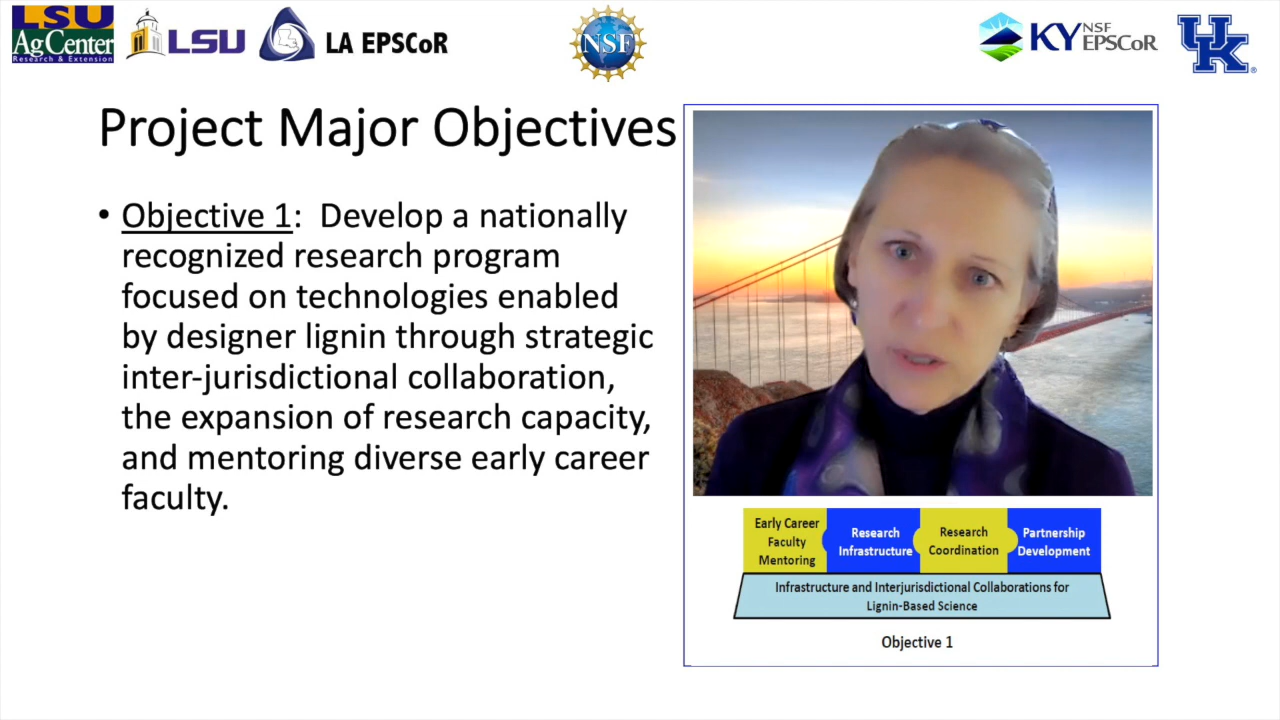 LSU
AgCenter
Research & Extension
LSU
LA EPSCoR
NSF
KY NSF
EPSCoR
UK
Project Major Objectives
• Objective 1: Develop a nationally
recognized research program
focused on technologies enabled
by designer lignin through strategic
inter-jurisdictional collaboration,
the expansion of research capacity,
and mentoring diverse early career
faculty.
Early Career
Faculty
Mentoring
Research
Infrastructure
Research
Coordination
Partnership
Development
Infrastructure and Interjurisdictional Collaborations for
Lignin-Based Science
Objective 1